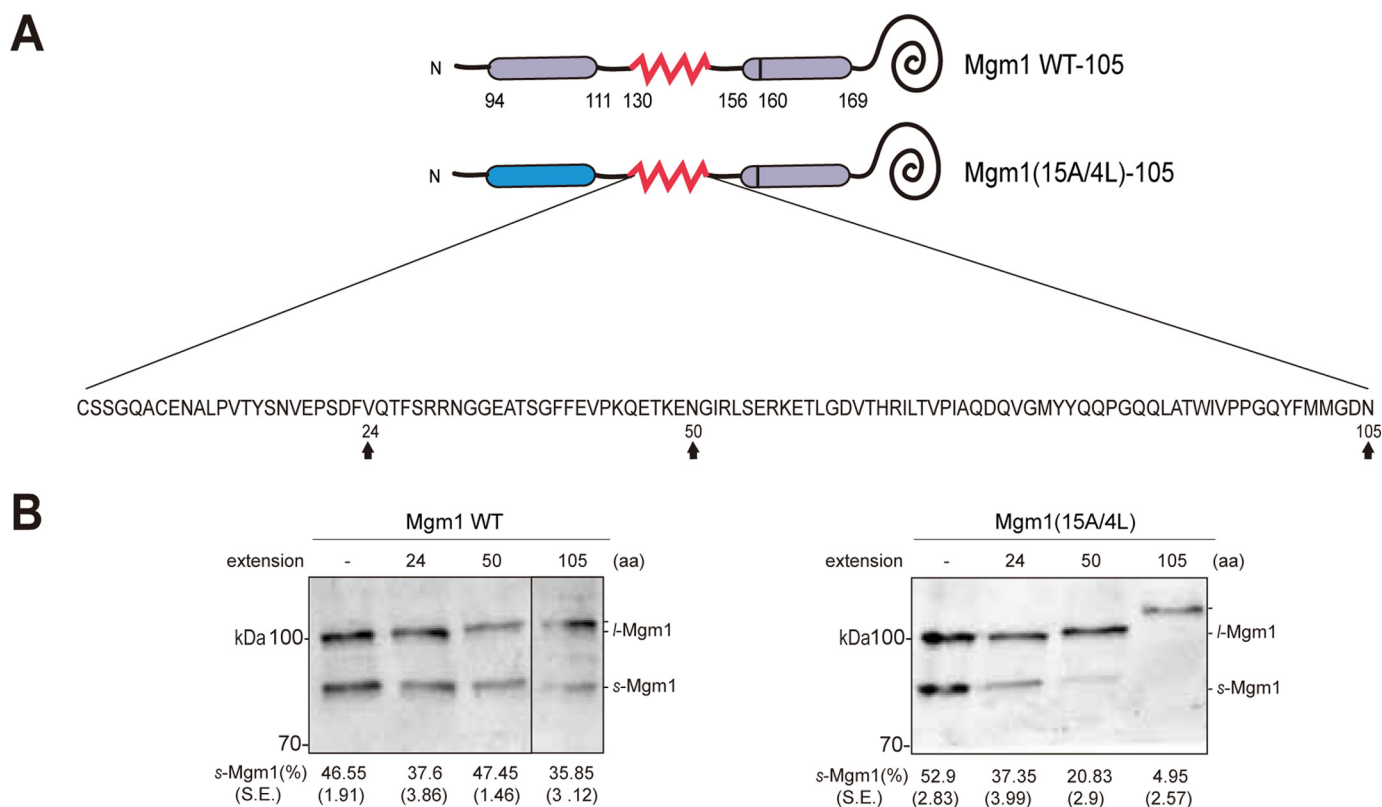 A
N
Mgm1 WT-105
94 111 130 156 160 169
N
Mgm1(15A/4L)-105
CSSGQACENALPVTYSNVEPSDFVQTFSRRNGGEATSGFFEVPKQETKENGIRLSERKETLGDVTHRILTVPIAQDQVGMYYQQPGQQLATWIVPPGQYFMMGDN
24 50 105
B
Mgm1 WT
extension - 24 50 105 (aa)
kDa 100-
l-Mgm1
s-Mgm1
70-
s-Mgm1(%) 46.55 37.6 47.45 35.85
(S.E.) (1.91) (3.86) (1.46) (3 .12)
Mgm1(15A/4L)
extension - 24 50 105 (aa)
kDa100-
l-Mgm1
s-Mgm1
70-
s-Mgm1(%) 52.9 37.35 20.83 4.95
(S.E.) (2.83) (3.99) (2.9) (2.57)